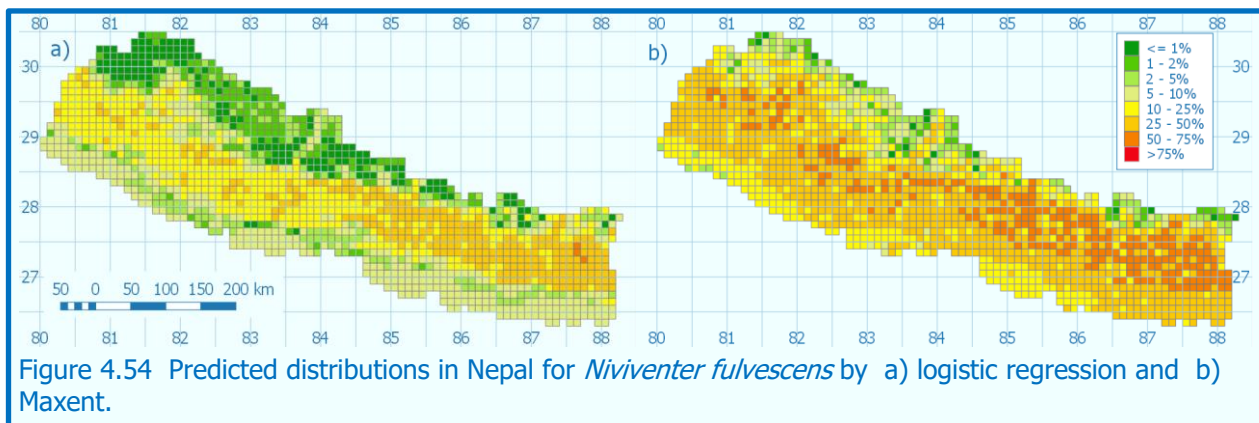 80 81 82 83 84 85 86 87 88 80 81 82 83 84 85 86 87 88
a) b)
<= 1%
1 - 2%
2 - 5%
5 - 10%
10 - 25%
25 - 50%
50 - 75%
>75%
30 30
29 29
28 28
27 27
50 0 50 100 150 200 km
80 81 82 83 84 85 86 87 88 80 81 82 83 84 85 86 87 88
Figure 4.54 Predicted distributions in Nepal for Niviventer fulvescens by a) logistic regression and b)
Maxent.